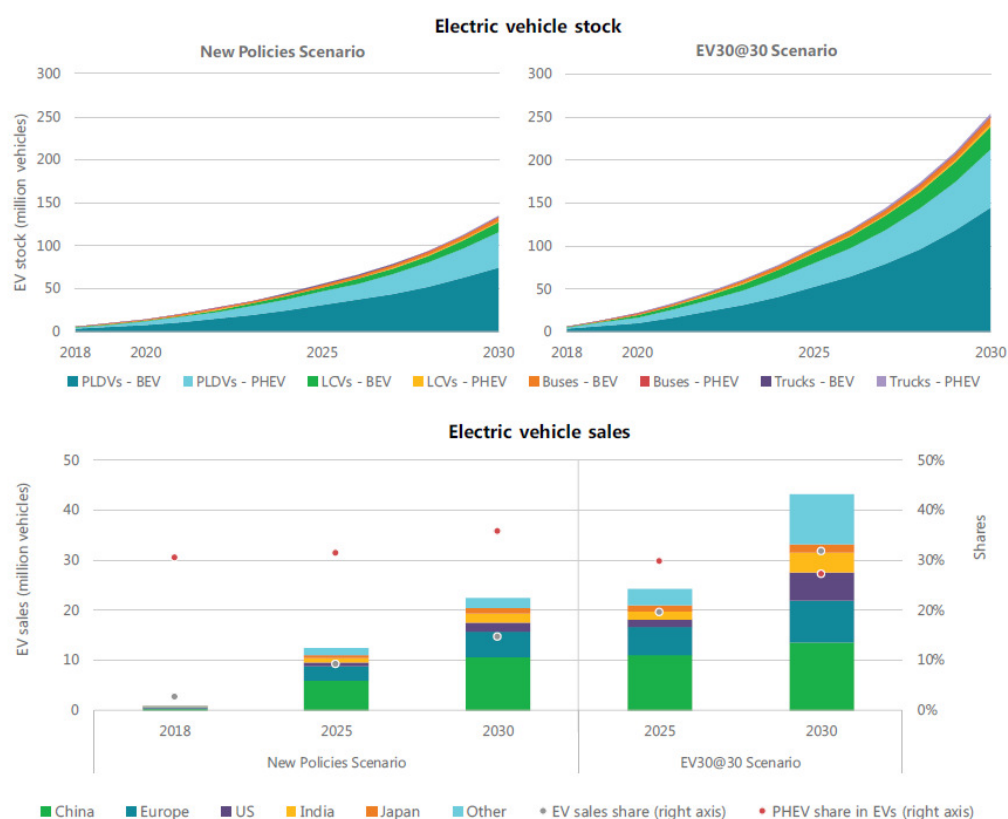 Electric vehicle stock
New Policies Scenario
EV30@30 Scenario
EV stock (million vehicles)
300
250
200
150
100
50
0
2018
2020
2025
2030
300
250
200
150
100
50
0
2018
2020
2025
2030
PLDVs - BEV
PLDVs - PHEV
LCVs - BEV
LCVs - PHEV
Buses - BEV
Buses - PHEV
Trucks - BEV
Trucks - PHEV
Electric vehicle sales
EV sales (million vehicles)
50
40
30
20
10
0
50%
40%
30%
20%
10%
0%
Shares
2018
2025
2030
2025
2030
New Policies Scenario
EV30@30 Scenario
China
Europe
US
India
Japan
Other
EV sales share (right axis)
PHEV share in EVs (right axis)